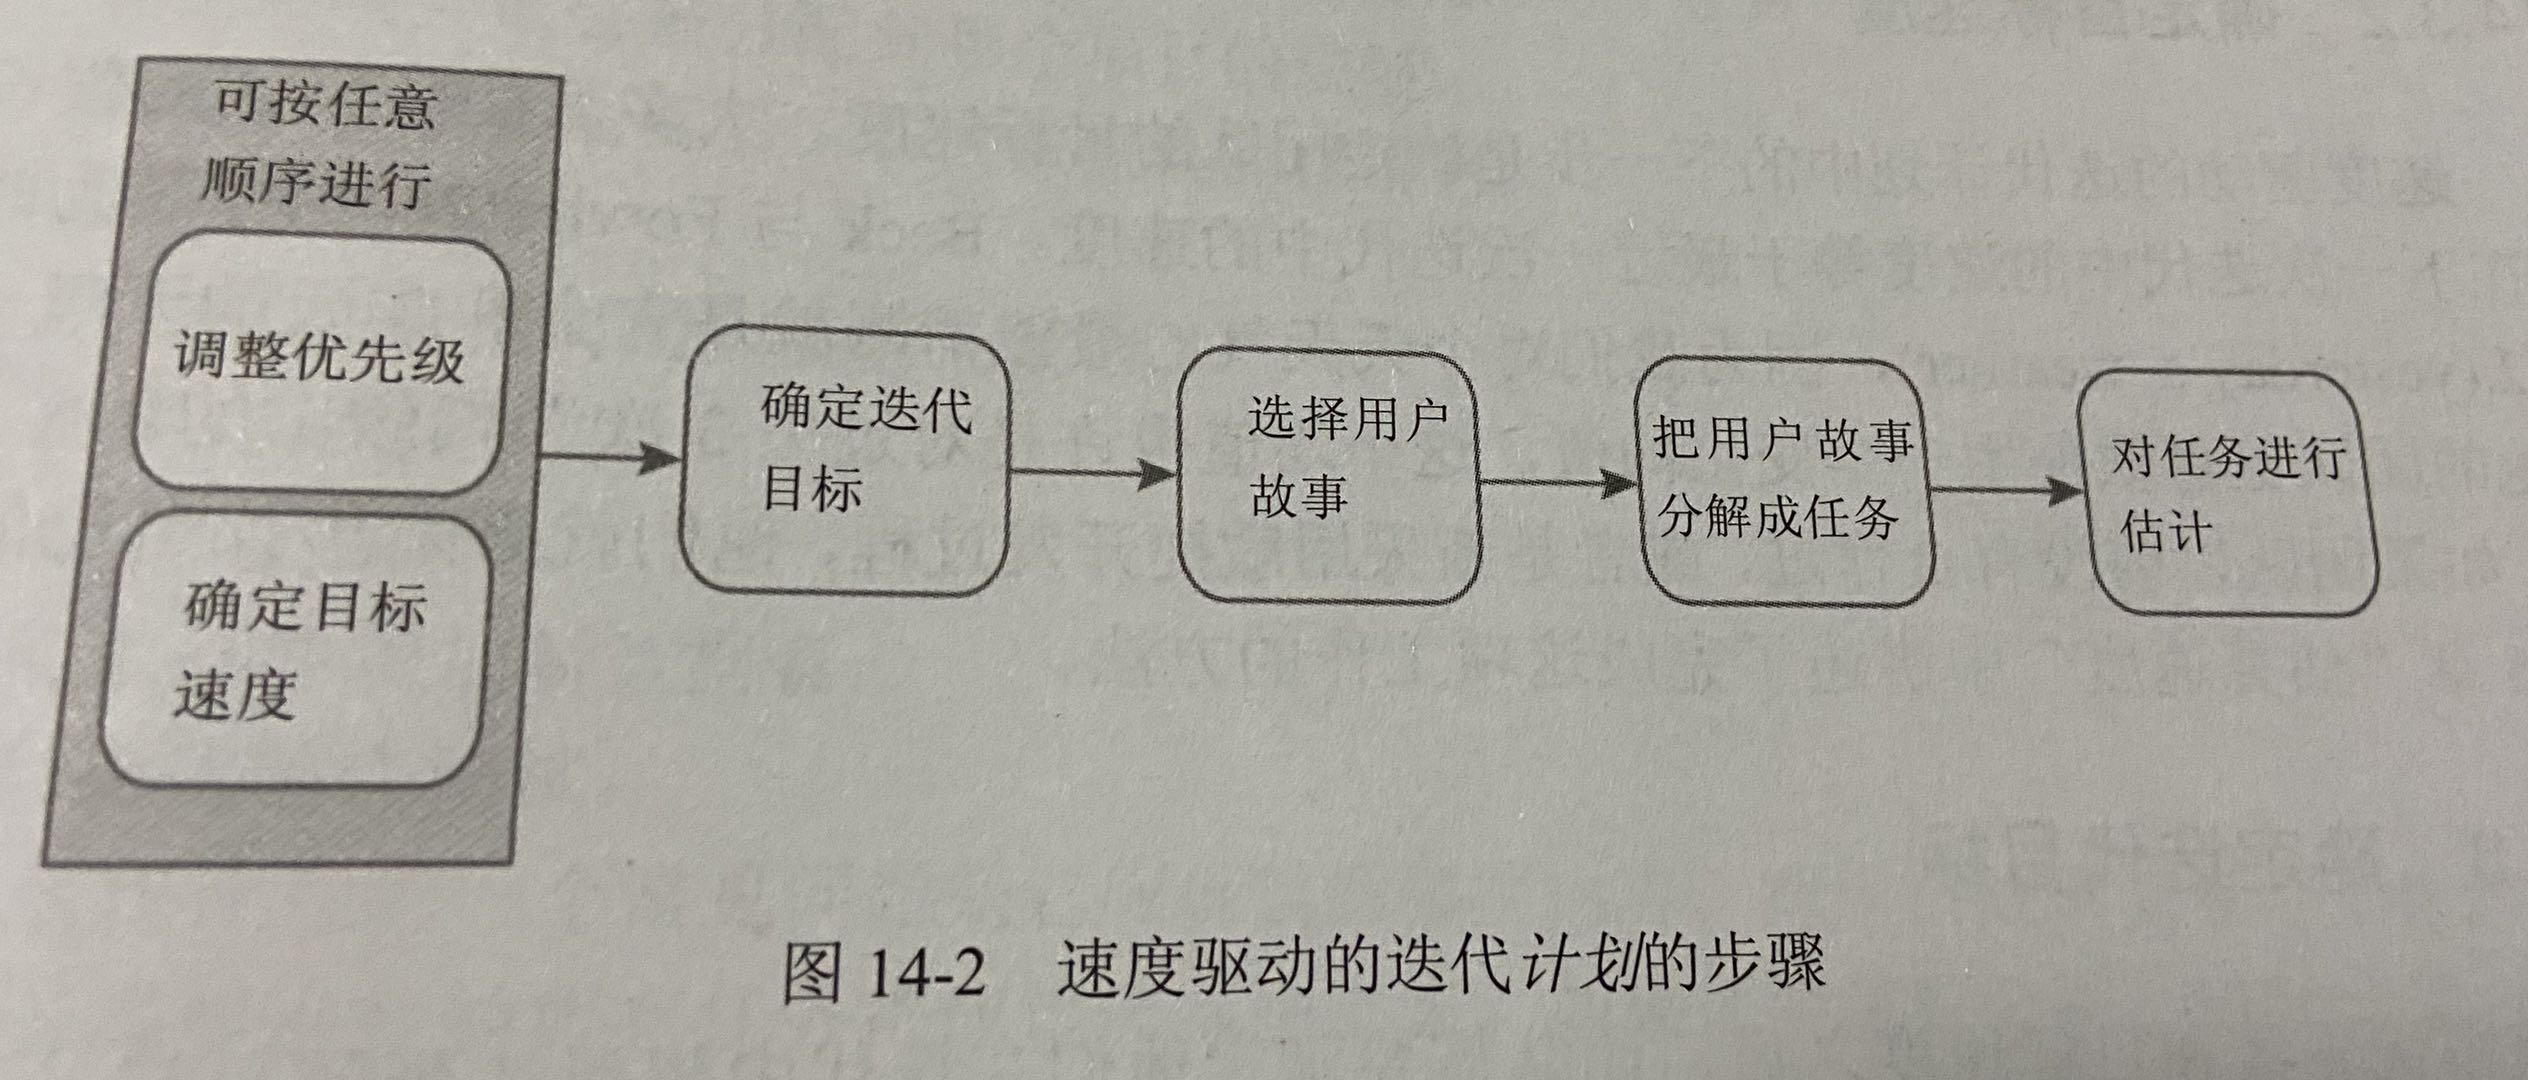 可按任意
顺序进行
调整优先级
确定目标
速度
确定迭代
目标
选择用户
故事
把用户故事
分解成任务
对任务进行
估计
图 14-2 速度驱动的迭代计划的步骤